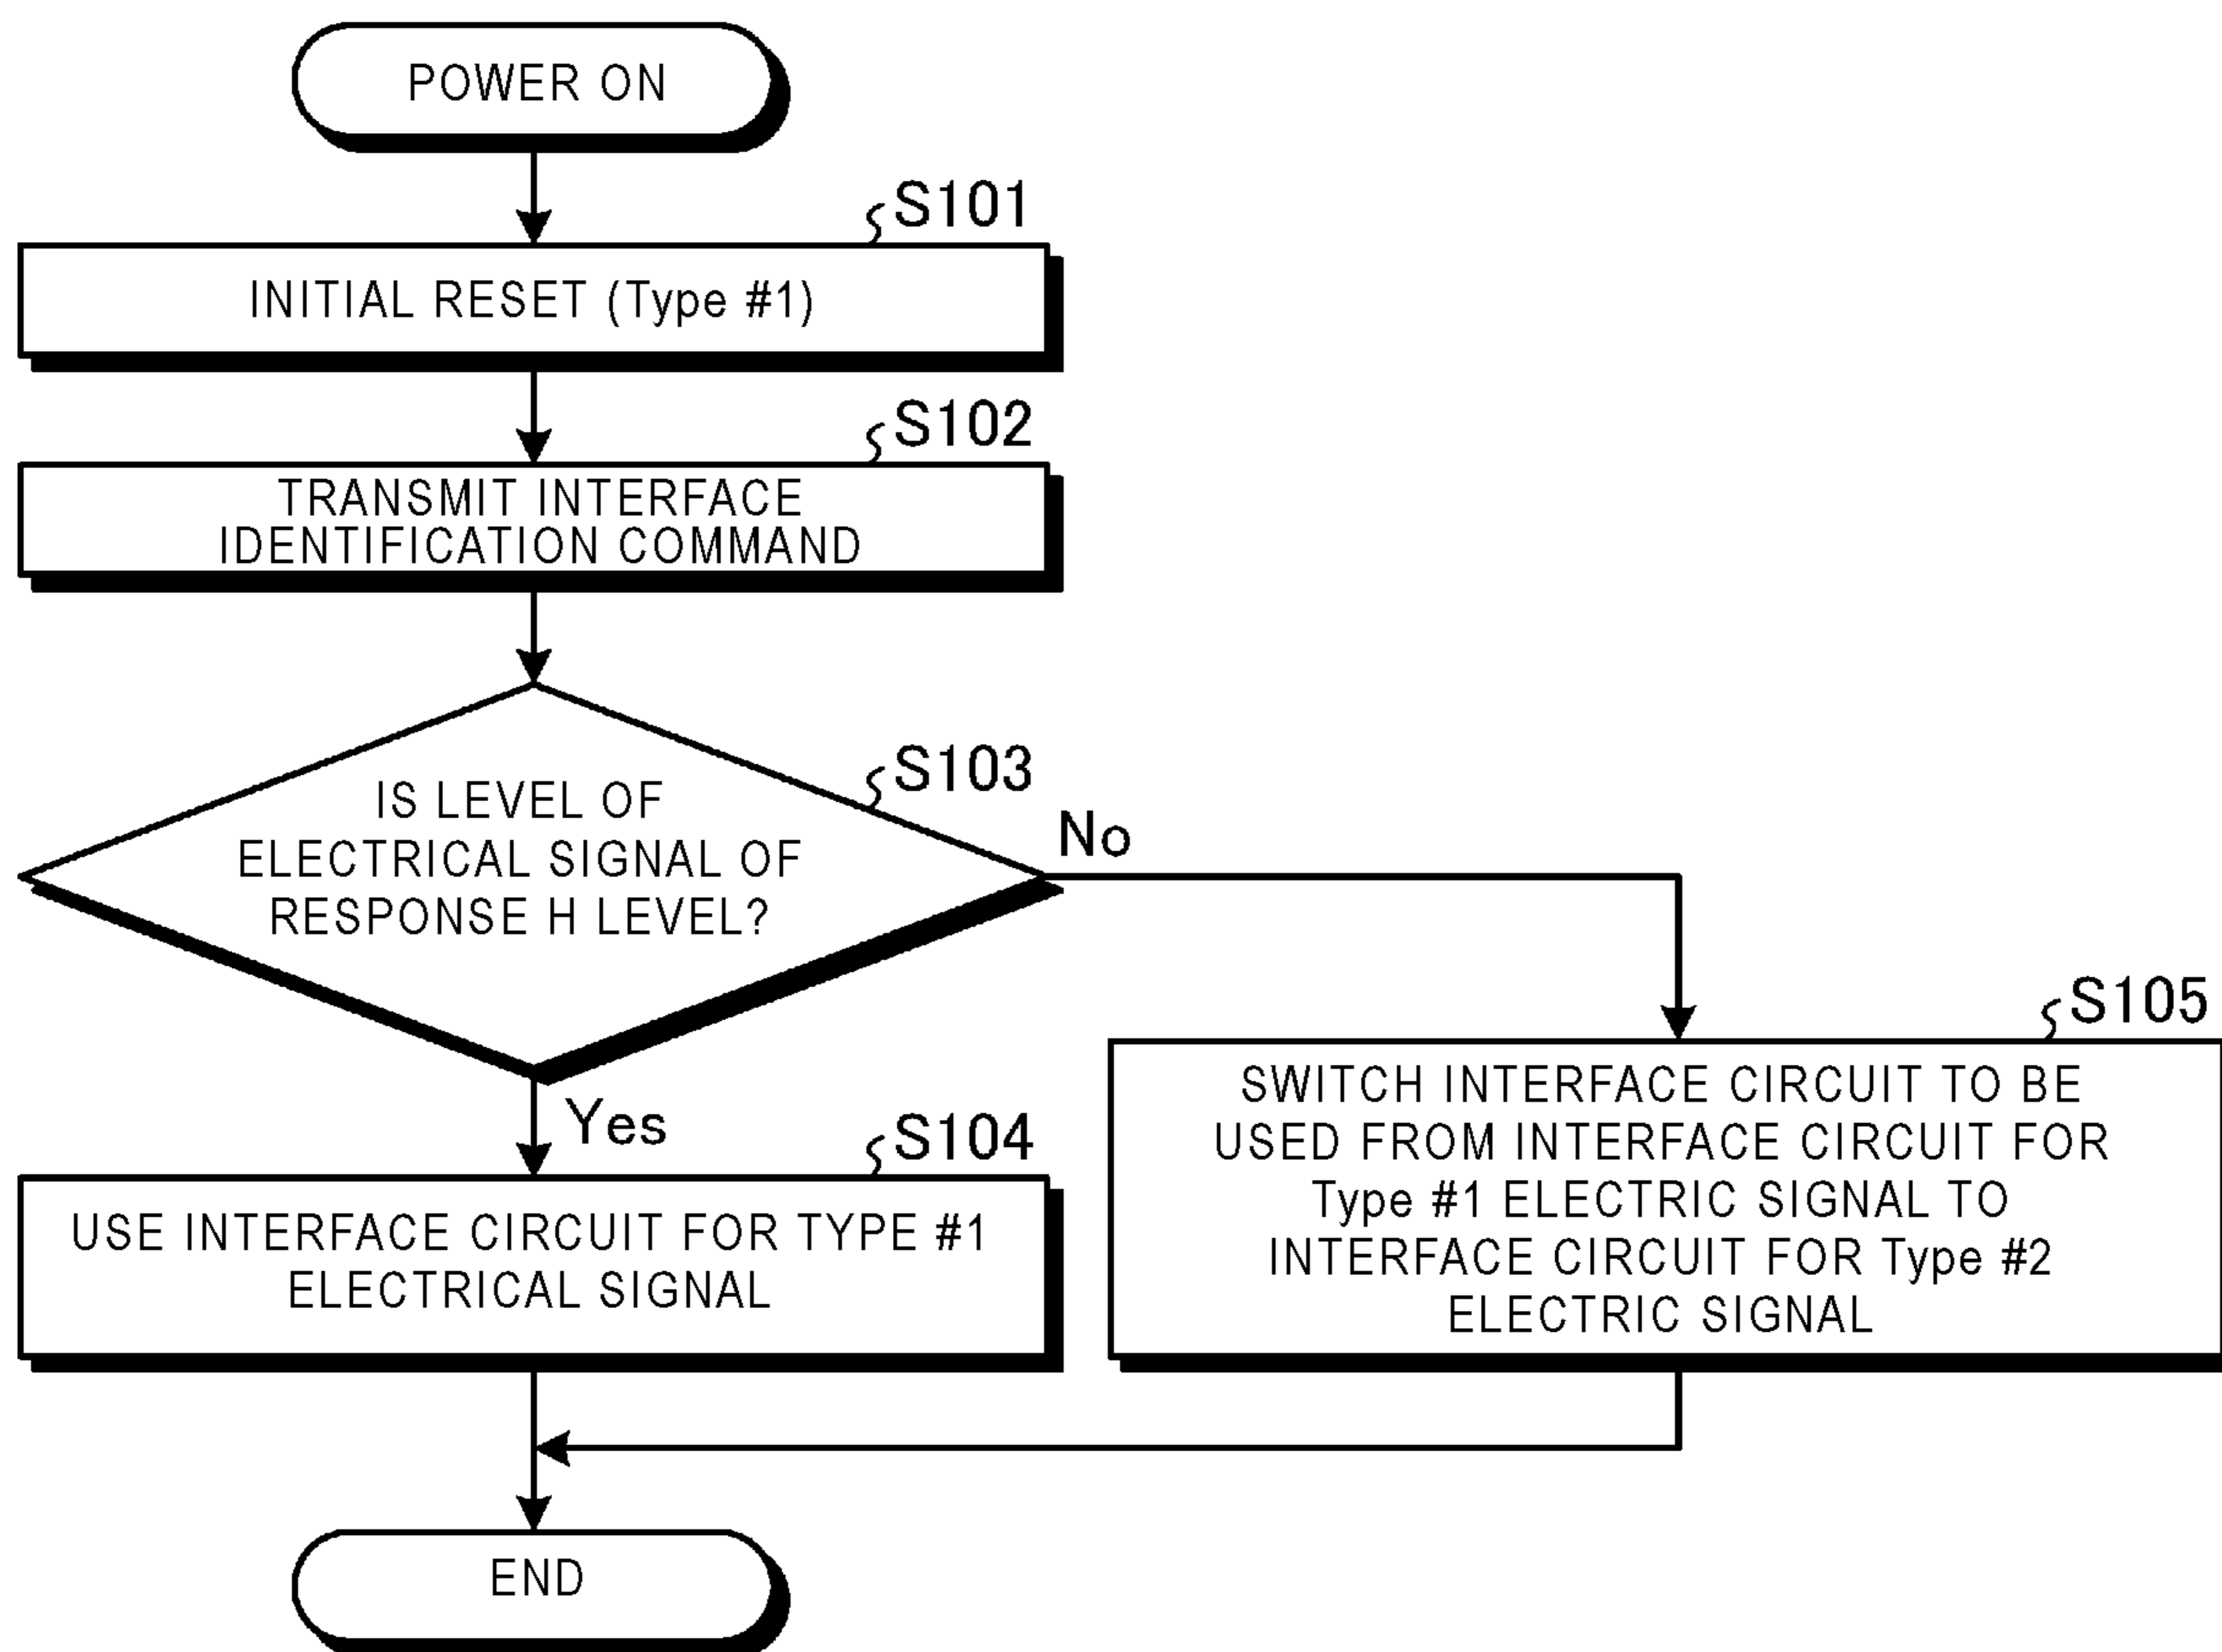 POWER ON
S101
INITIAL RESET (Type #1)
S102
TRANSMIT INTERFACE
IDENTIFICATION COMMAND
S103
IS LEVEL OF
ELECTRICAL SIGNAL OF
RESPONSE H LEVEL?
No
Yes
S104
USE INTERFACE CIRCUIT FOR TYPE #1
ELECTRICAL SIGNAL
S105
SWITCH INTERFACE CIRCUIT TO BE
USED FROM INTERFACE CIRCUIT FOR
Type #1 ELECTRIC SIGNAL TO
INTERFACE CIRCUIT FOR Type #2
ELECTRIC SIGNAL
END